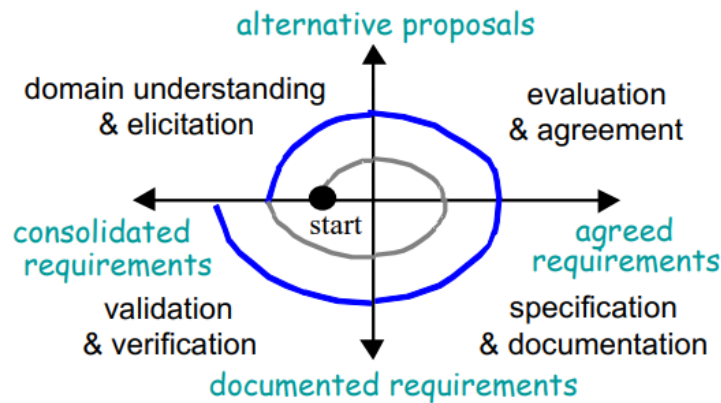 alternative proposals
domain understanding
& elicitation
evaluation
& agreement
start
consolidated
requirements
agreed
requirements
validation
& verification
specification
& documentation
documented requirements